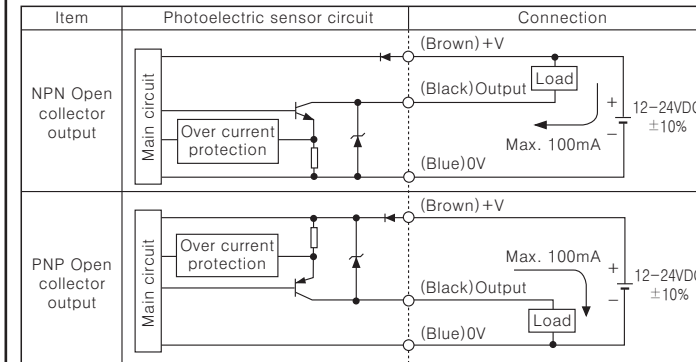 Item
Photoelectric sensor circuit
Connection
NPN Open
collector
output
Main circuit
Over current
protection
(Brown)+V
(Black)Output
(Blue)0V
Load
Max. 100mA
+
−
12−24VDC
±10%
PNP Open
collector
output
Main circuit
Over current
protection
(Brown)+V
(Black)Output
(Blue)0V
Max. 100mA
Load
+
−
12−24VDC
±10%